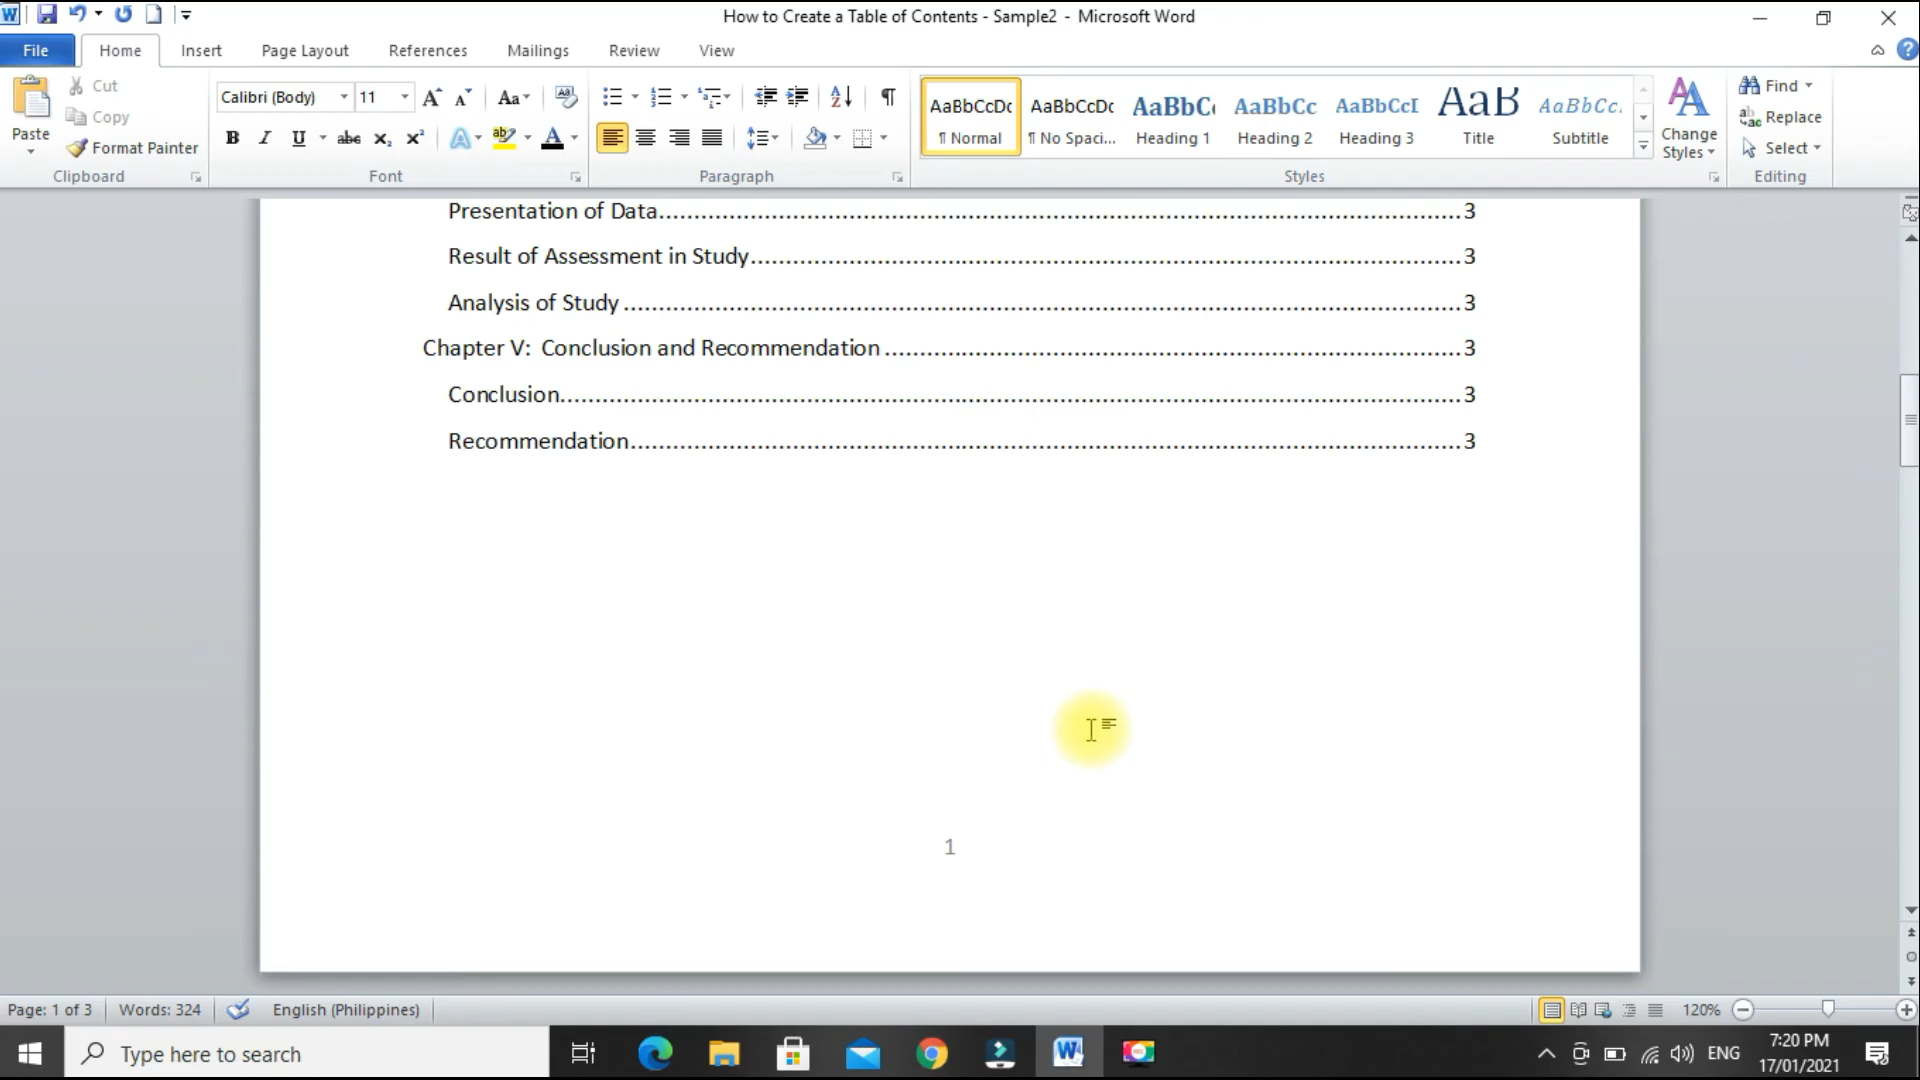 How to Create a Table of Contents - Sample2 - Microsoft Word
File Home Insert Page Layout References Mailings Review View
Paste
Cut
Copy
Format Painter
Clipboard
Calibri (Body) 11
Font
Paragraph
AaBbCcDc AaBbCcDc AaBbC AaBbCc AaBbCcI AaB AaBbCc.
¶ Normal ¶ No Spaci... Heading 1 Heading 2 Heading 3 Title Subtitle
Styles
Change Styles
Find
Replace
Select
Editing
Presentation of Data..........3
Result of Assessment in Study..........3
Analysis of Study ..........3
Chapter V:  Conclusion and Recommendation ..........3
Conclusion..........3
Recommendation..........3
1
Page: 1 of 3 Words: 324 English (Philippines) 120%
Type here to search
ENG
7:20 PM
17/01/2021